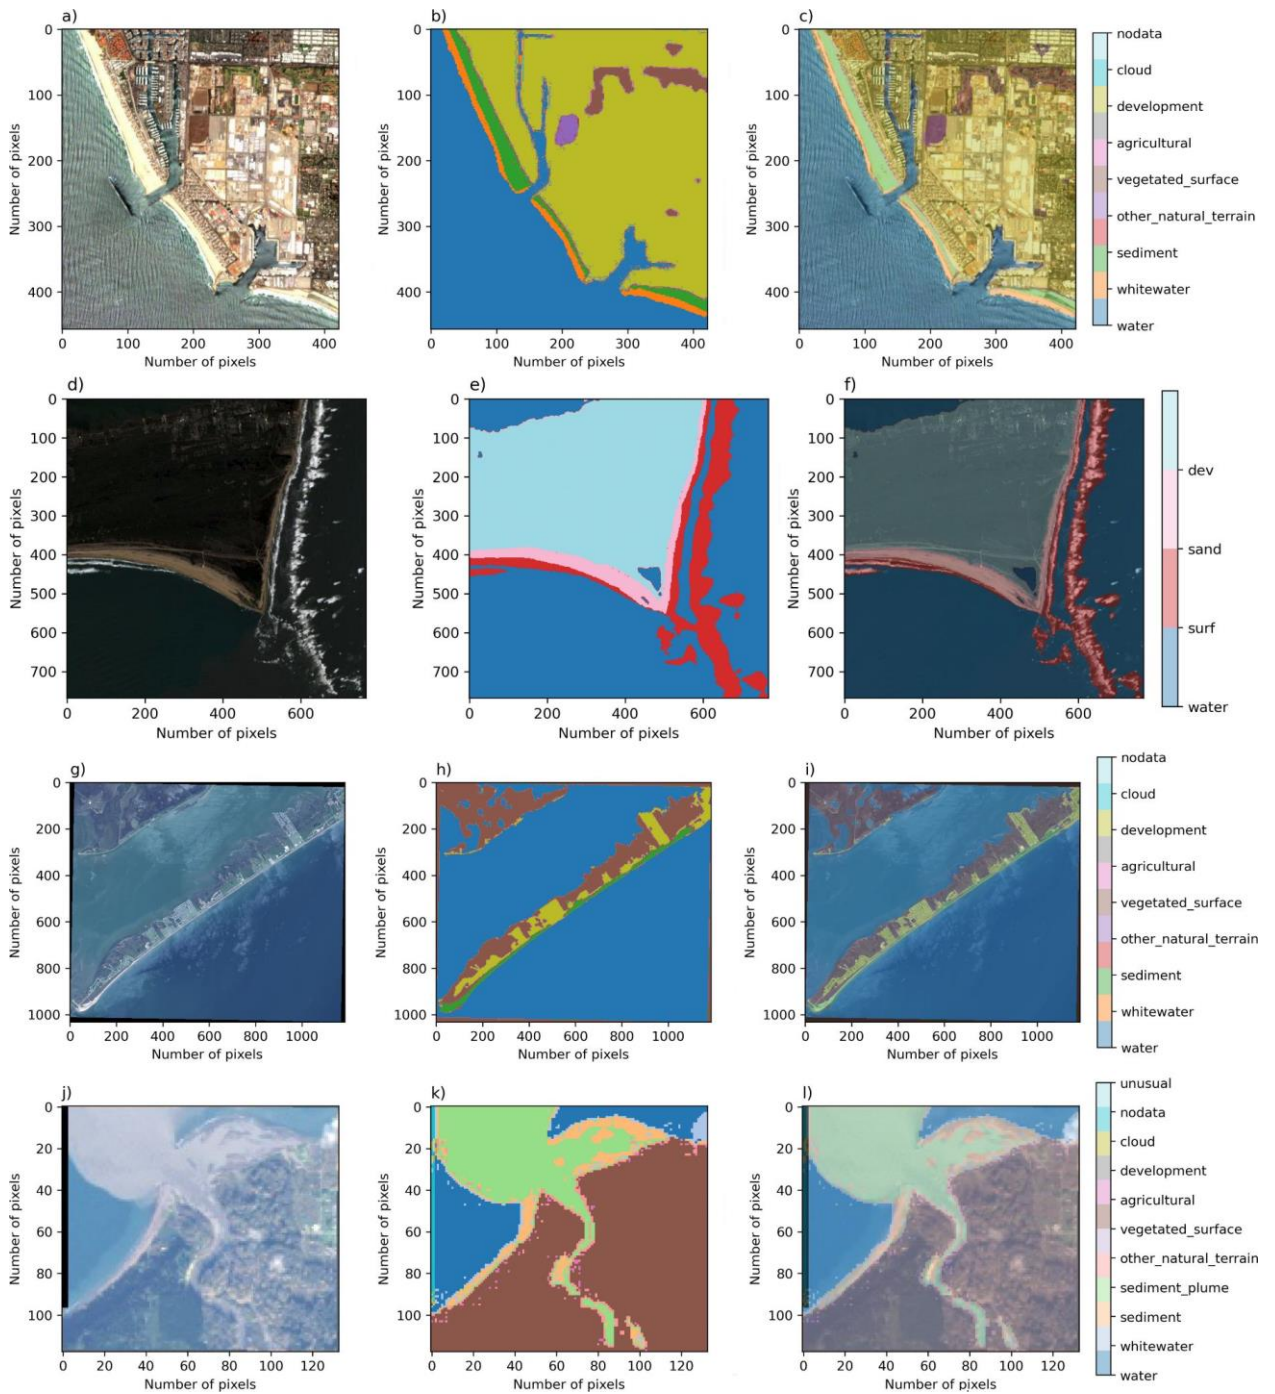 a)
b)
c)
0
100
200
300
400
Number of pixels
0 100 200 300 400
Number of pixels
0
100
200
300
400
Number of pixels
0 100 200 300 400
Number of pixels
0
100
200
300
400
Number of pixels
0 100 200 300 400
Number of pixels
nodata
cloud
development
agricultural
vegetated_surface
other_natural_terrain
sediment
whitewater
water
d)
e)
f)
0
100
200
300
400
500
600
700
Number of pixels
0 200 400 600
Number of pixels
0
100
200
300
400
500
600
700
Number of pixels
0 200 400 600
Number of pixels
0
100
200
300
400
500
600
700
Number of pixels
0 200 400 600
Number of pixels
dev
sand
surf
water
g)
h)
i)
0
200
400
600
800
1000
Number of pixels
0 200 400 600 800 1000
Number of pixels
0
200
400
600
800
1000
Number of pixels
0 200 400 600 800 1000
Number of pixels
0
200
400
600
800
1000
Number of pixels
0 200 400 600 800 1000
Number of pixels
nodata
cloud
development
agricultural
vegetated_surface
other_natural_terrain
sediment
whitewater
water
j)
k)
l)
0
20
40
60
80
100
Number of pixels
0 20 40 60 80 100 120
Number of pixels
0
20
40
60
80
100
Number of pixels
0 20 40 60 80 100 120
Number of pixels
0
20
40
60
80
100
Number of pixels
0 20 40 60 80 100 120
Number of pixels
unusual
nodata
cloud
development
agricultural
vegetated_surface
other_natural_terrain
sediment_plume
sediment
whitewater
water